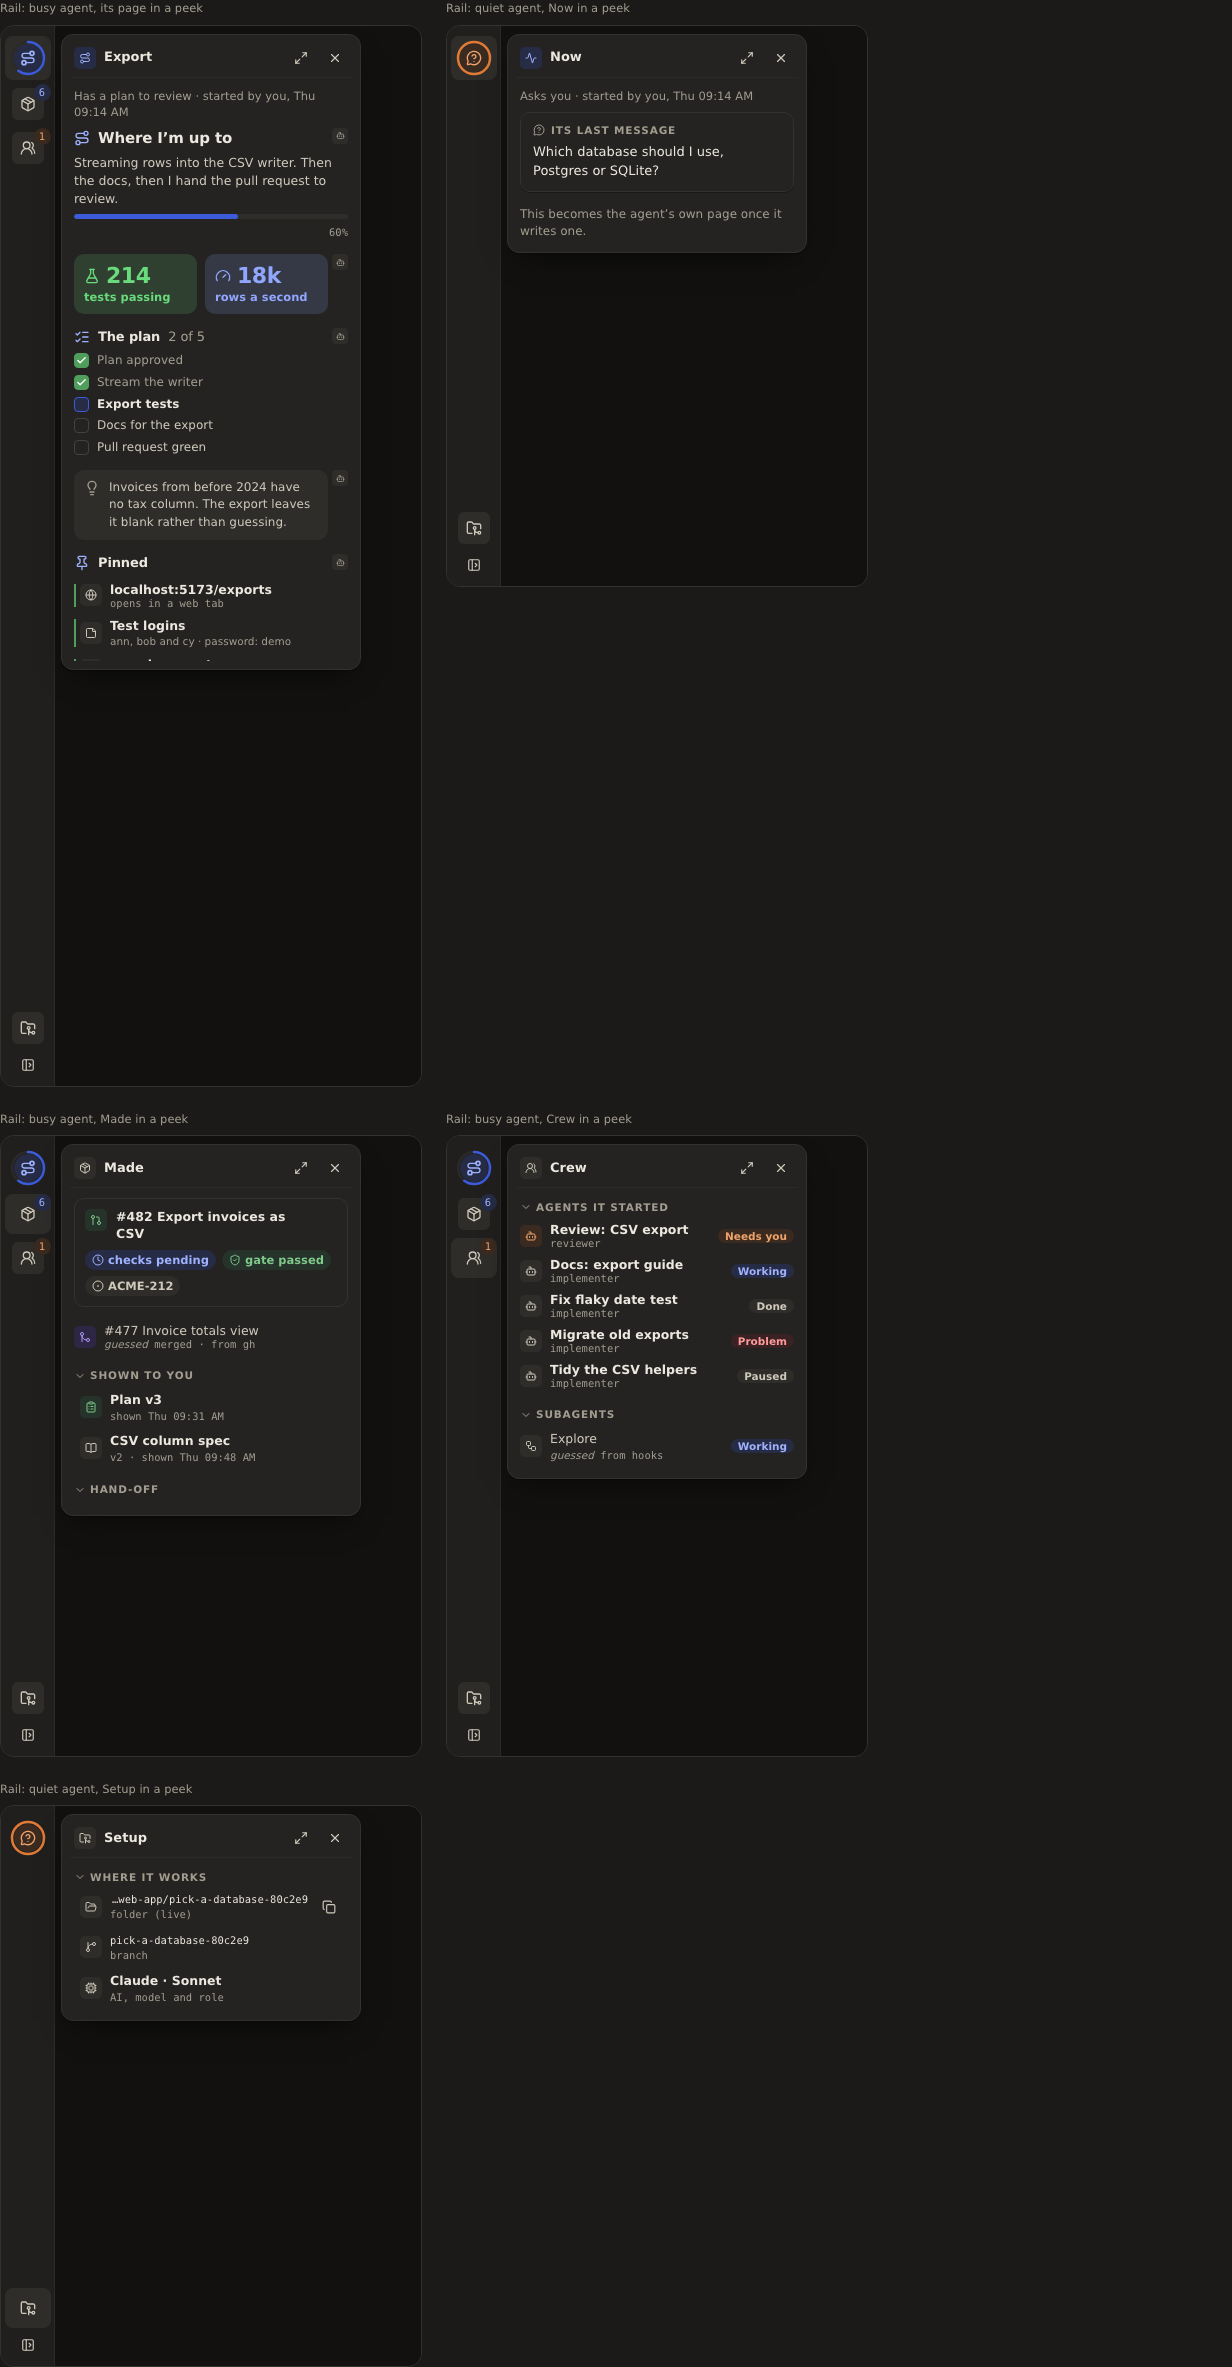 Rail: busy agent, its page in a peek
Export
Has a plan to review · started by you, Thu
09:14 AM
Where I'm up to
Streaming rows into the CSV writer. Then
the docs, then I hand the pull request to
review.
60%
214
tests passing
18k
rows a second
The plan 2 of 5
Plan approved
Stream the writer
Export tests
Docs for the export
Pull request green
Invoices from before 2024 have
no tax column. The export leaves
it blank rather than guessing.
Pinned
localhost:5173/exports
opens in a web tab
Test logins
ann, bob and cy · password: demo
6
1
Rail: quiet agent, Now in a peek
Now
Asks you · started by you, Thu 09:14 AM
ITS LAST MESSAGE
Which database should I use,
Postgres or SQLite?
This becomes the agent's own page once it
writes one.
Rail: busy agent, Made in a peek
6
1
Made
#482 Export invoices as
CSV
checks pending
gate passed
ACME-212
#477 Invoice totals view
guessed merged · from gh
SHOWN TO YOU
Plan v3
shown Thu 09:31 AM
CSV column spec
v2 · shown Thu 09:48 AM
HAND-OFF
Rail: busy agent, Crew in a peek
6
1
Crew
AGENTS IT STARTED
Review: CSV export
reviewer
Needs you
Docs: export guide
implementer
Working
Fix flaky date test
implementer
Done
Migrate old exports
implementer
Problem
Tidy the CSV helpers
implementer
Paused
SUBAGENTS
Explore
guessed from hooks
Working
Rail: quiet agent, Setup in a peek
Setup
WHERE IT WORKS
…web-app/pick-a-database-80c2e9
folder (live)
pick-a-database-80c2e9
branch
Claude · Sonnet
AI, model and role